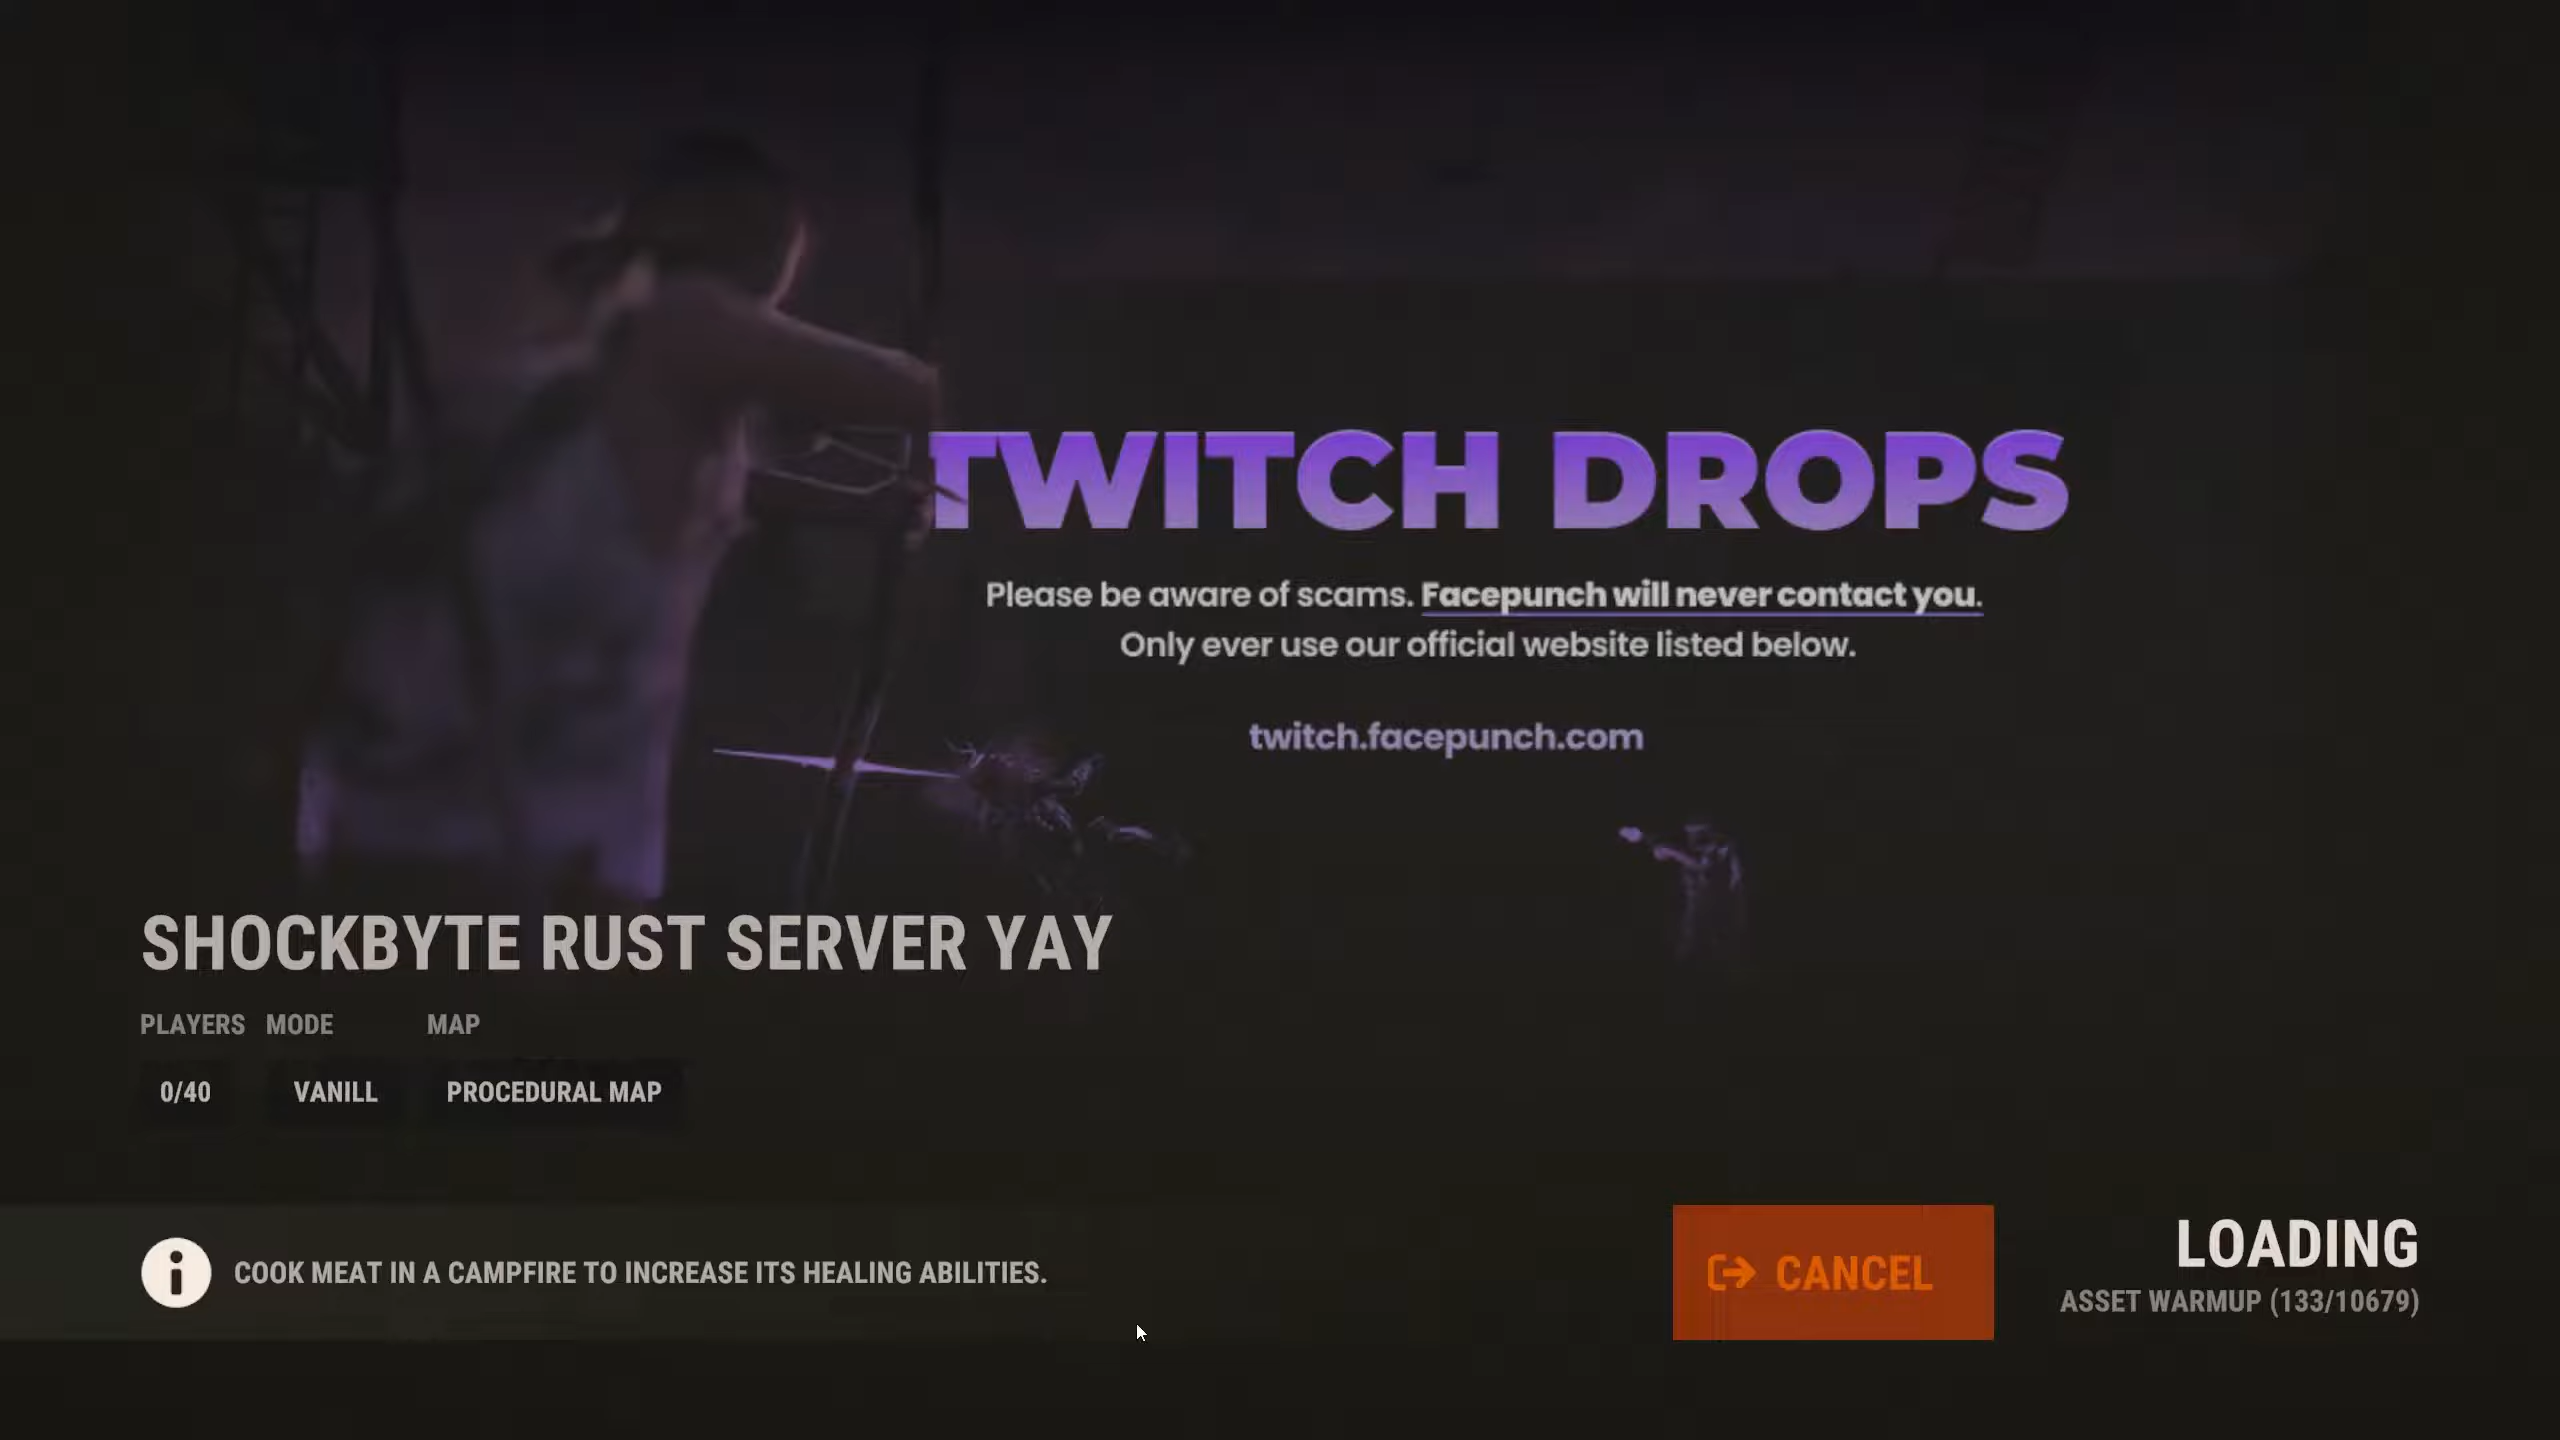 TWITCH DROPS
Please be aware of scams. Facepunch will never contact you.
Only ever use our official website listed below.
twitch.facepunch.com
SHOCKBYTE RUST SERVER YAY
PLAYERS MODE MAP
0/40 VANILL PROCEDURAL MAP
COOK MEAT IN A CAMPFIRE TO INCREASE ITS HEALING ABILITIES.
CANCEL
LOADING
ASSET WARMUP (133/10679)